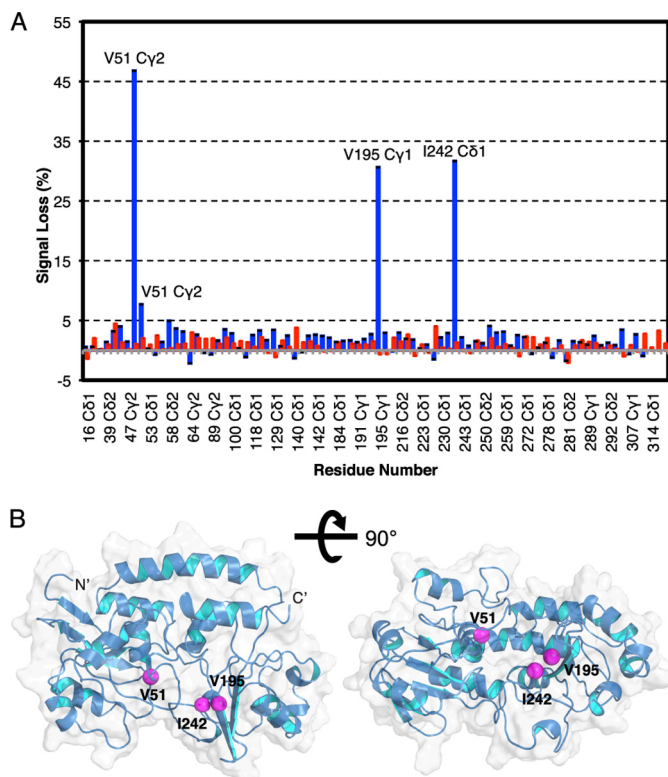 A
55
45
35
25
15
5
-5
Signal Loss (%)
V51 Cγ2
V51 Cγ2
V195 Cγ1
I242 Cδ1
16 Cδ1
39 Cδ2
47 Cγ2
53 Cδ1
58 Cδ2
64 Cγ2
89 Cγ2
100 Cδ1
118 Cδ1
129 Cδ1
140 Cδ1
142 Cδ1
184 Cδ1
191 Cγ1
195 Cγ1
216 Cδ2
223 Cδ1
230 Cδ1
243 Cδ1
250 Cδ2
259 Cδ1
272 Cδ1
278 Cδ1
281 Cδ2
289 Cγ1
292 Cδ2
307 Cγ1
314 Cδ1
Residue Number
B
90°
N'
C'
V51
V195
I242
V51
V195
I242